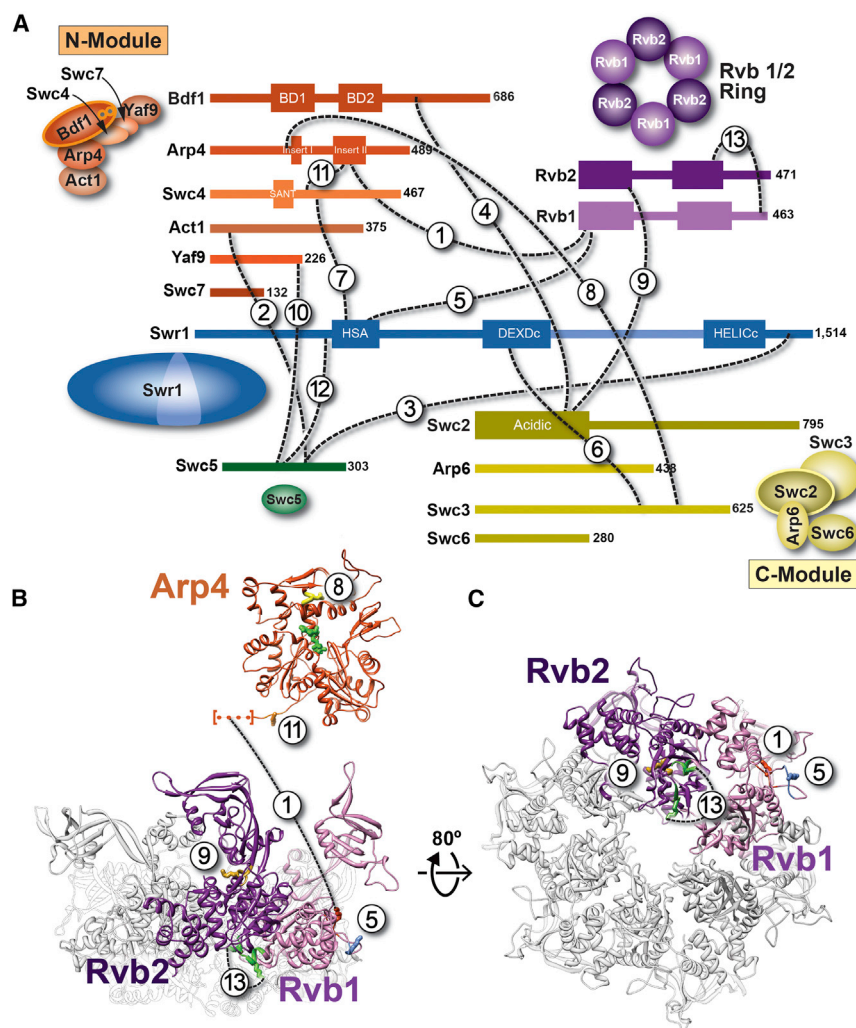 A
N-Module
Swc7
Swc4
Bdf1
Yaf9
Arp4
Act1
Bdf1
BD1
BD2
686
Arp4
Insert I
Insert II
489
Swc4
SANT
467
Act1
375
Yaf9
226
Swc7
132
Rvb2
Rvb1
Rvb1
Rvb2
Rvb2
Rvb1
Rvb 1/2
Ring
Rvb2
471
Rvb1
463
13
11
4
1
9
8
7
5
2
10
Swr1
HSA
DEXDc
HELICc
1,514
Swr1
12
3
Swc2
Acidic
795
6
Swc5
303
Swc5
Arp6
438
Swc3
625
Swc6
280
Swc3
Swc2
Arp6
Swc6
C-Module
B
Arp4
8
11
1
9
5
13
Rvb2
Rvb1
80º
C
Rvb2
1
9
5
13
Rvb1